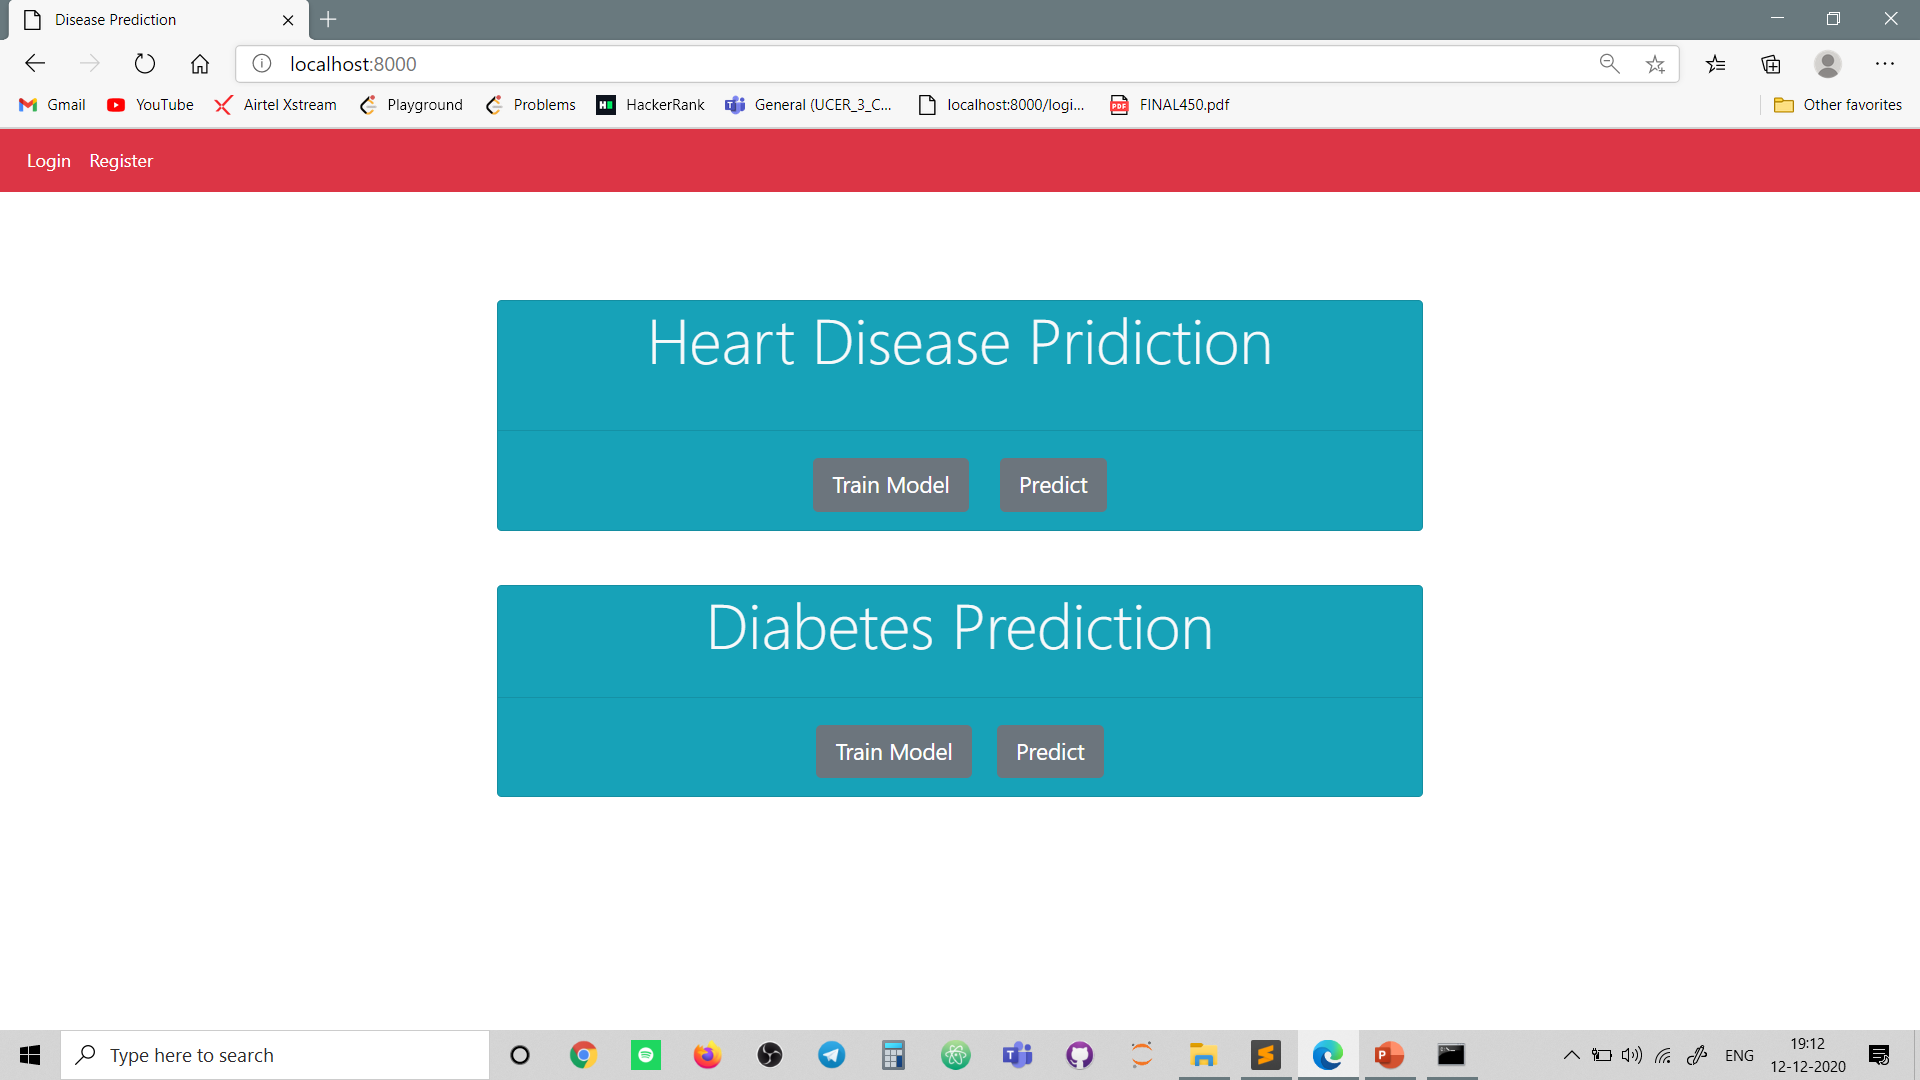 Disease Prediction
localhost:8000
Gmail YouTube Airtel Xstream Playground Problems HackerRank General (UCER_3_C... localhost:8000/logi... FINAL450.pdf Other favorites
Login Register
Heart Disease Pridiction
Train Model Predict
Diabetes Prediction
Train Model Predict
Type here to search
ENG
19:12
12-12-2020